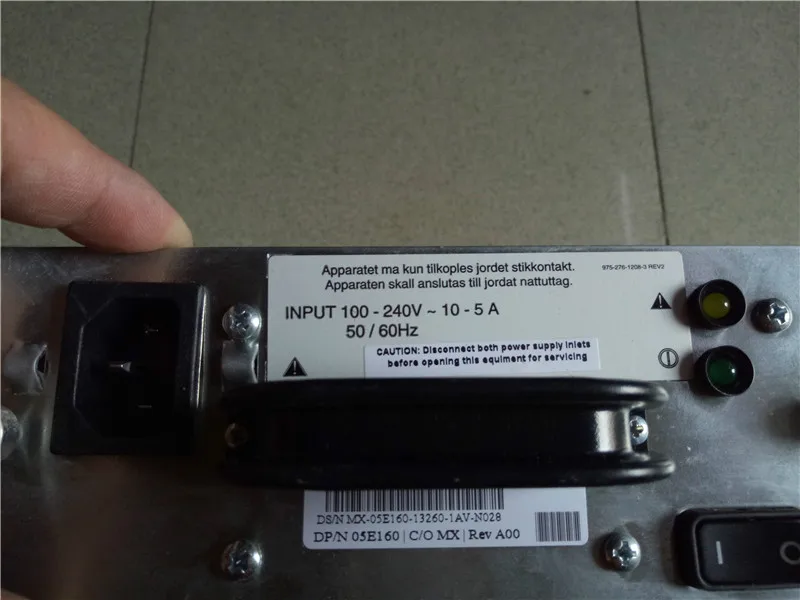 Apparatet ma kun tilkoples jordet stikkontakt.
975-276-1208-3 REV2
Apparaten skall anslutas till jordat nattuttag.
INPUT 100 - 240V ~ 10 - 5 A
50 / 60Hz
CAUTION: Disconnect both power supply inlets
before opening this equiment for servicing
DS/N MX-05E160-13260-1AV-N028
DP/N 05E160 | C/O MX | Rev A00